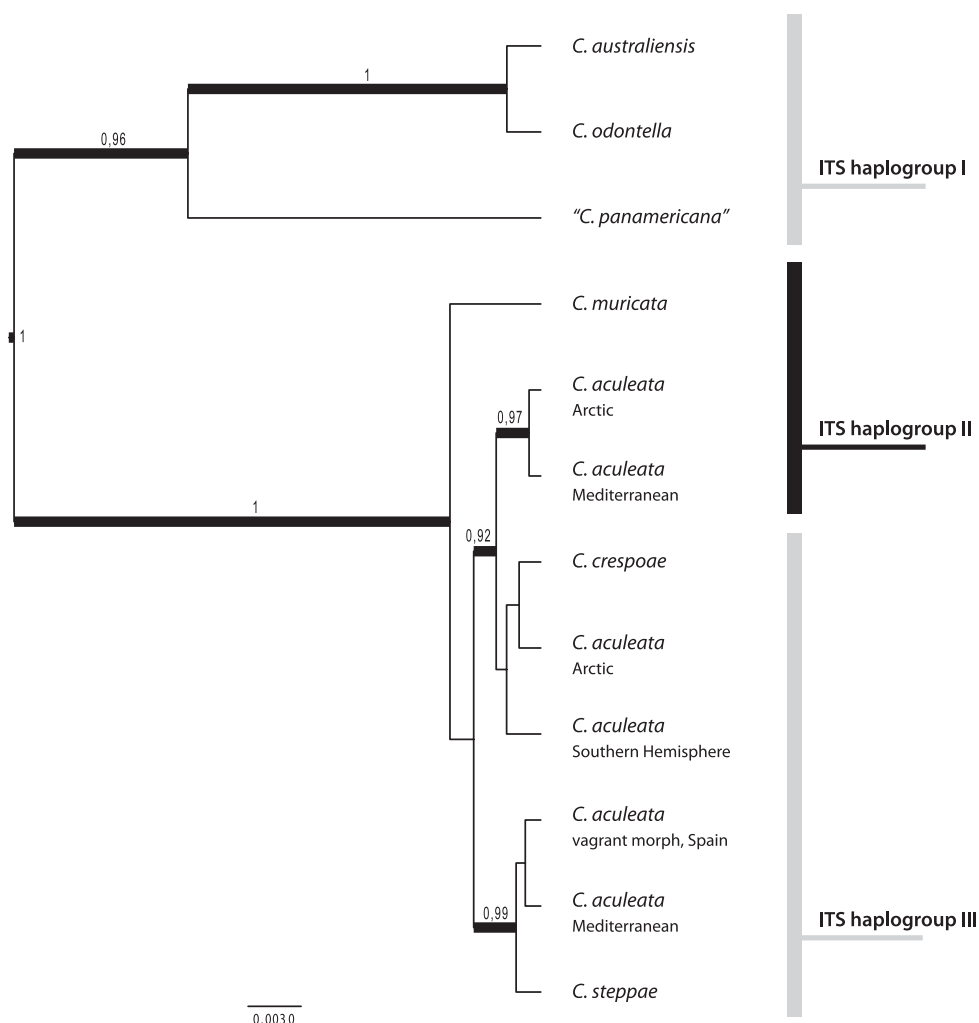 C. australiensis
1
C. odontella
0,96
ITS haplogroup I
"C. panamericana"
C. muricata
1
C. aculeata
Arctic
0,97
ITS haplogroup II
C. aculeata
Mediterranean
1
0,92
C. crespoae
C. aculeata
Arctic
C. aculeata
Southern Hemisphere
C. aculeata
vagrant morph, Spain
C. aculeata
Mediterranean
0,99
ITS haplogroup III
C. steppae
0.0030